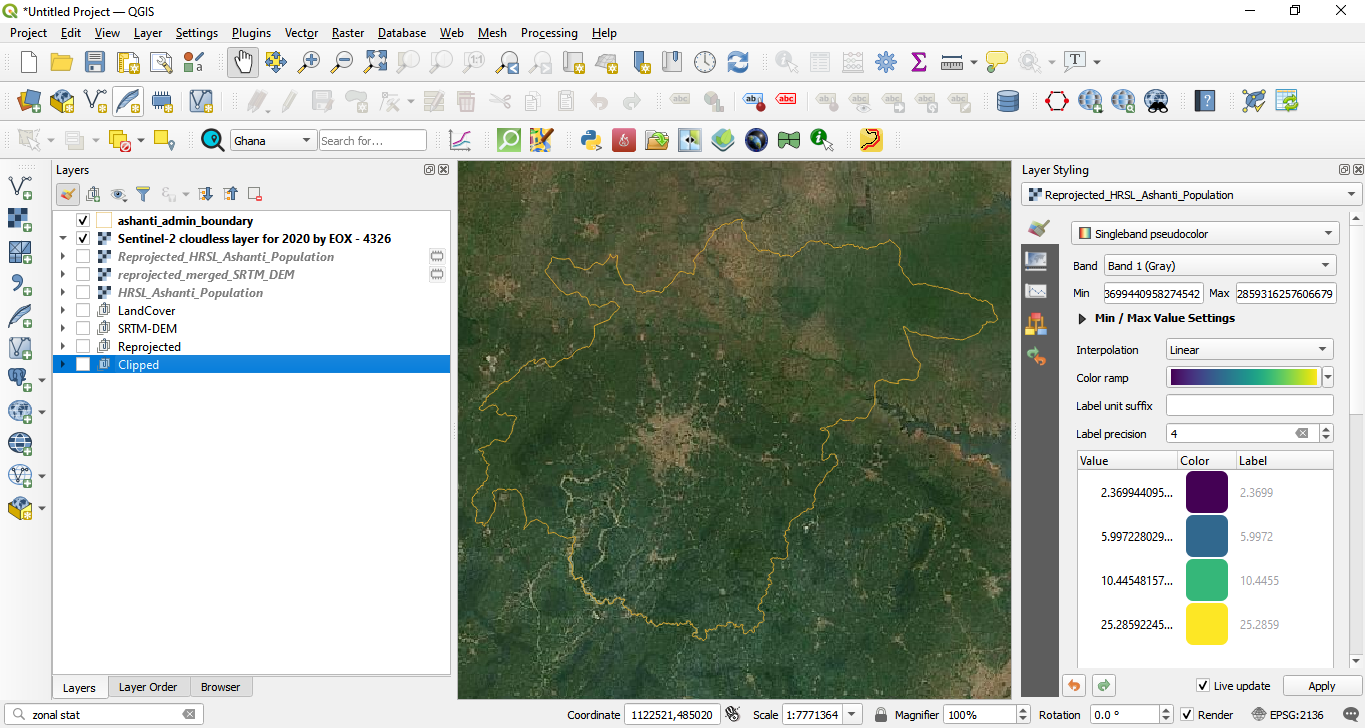 *Untitled Project — QGIS
Project Edit View Layer Settings Plugins Vector Raster Database Web Mesh Processing Help
Ghana Search for...
Layers
ashanti_admin_boundary
Sentinel-2 cloudless layer for 2020 by EOX - 4326
Reprojected_HRSL_Ashanti_Population
reprojected_merged_SRTM_DEM
HRSL_Ashanti_Population
LandCover
SRTM-DEM
Reprojected
Clipped
Layers Layer Order Browser
Layer Styling
Reprojected_HRSL_Ashanti_Population
Singleband pseudocolor
Band Band 1 (Gray)
Min 3699440958274542 Max 2859316257606679
Min / Max Value Settings
Interpolation Linear
Color ramp
Label unit suffix
Label precision 4
Value Color Label
2.369944095... 2.3699
5.997228029... 5.9972
10.44548157... 10.4455
25.28592245... 25.2859
Live update Apply
zonal stat Coordinate 1122521,485020 Scale 1:7771364 Magnifier 100% Rotation 0.0 ° Render EPSG:2136